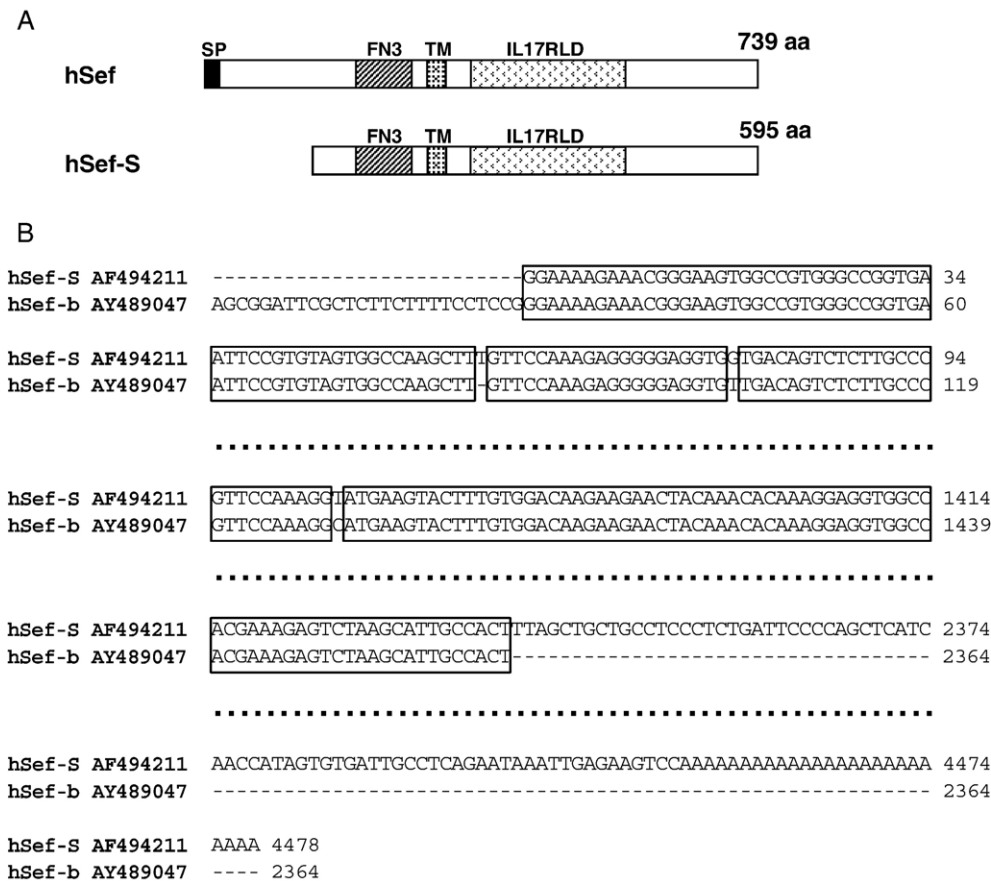 A
SP FN3 TM IL17RLD 739 aa
hSef
FN3 TM IL17RLD 595 aa
hSef-S
B
hSef-S AF494211 --------------------------GGAAAAGAAACGGGAAGTGGCCGTGGGCCGGTGA 34
hSef-b AY489047 AGCGGATTCGCTCTTCTTTTCCTCCGGGAAAAGAAACGGGAAGTGGCCGTGGGCCGGTGA 60
hSef-S AF494211 ATTCCGTGTAGTGGCCAAGCTTTGTTCCAAAGAGGGGGAGGTGGTGACAGTCTCTTGCCC 94
hSef-b AY489047 ATTCCGTGTAGTGGCCAAGCTT-GTTCCAAAGAGGGGGAGGTGTTGACAGTCTCTTGCCC 119
hSef-S AF494211 GTTCCAAAGGTATGAAGTACTTTGTGGACAAGAAGAACTACAAACACAAAGGAGGTGGCC 1414
hSef-b AY489047 GTTCCAAAGGCATGAAGTACTTTGTGGACAAGAAGAACTACAAACACAAAGGAGGTGGCC 1439
hSef-S AF494211 ACGAAAGAGTCTAAGCATTGCCACTTTAGCTGCTGCCTCCCTCTGATTCCCCAGCTCATC 2374
hSef-b AY489047 ACGAAAGAGTCTAAGCATTGCCACT----------------------------------- 2364
hSef-S AF494211 AACCATAGTGTGATTGCCTCAGAATAAATTGAGAAGTCCAAAAAAAAAAAAAAAAAAAAA 4474
hSef-b AY489047 ------------------------------------------------------------ 2364
hSef-S AF494211 AAAA 4478
hSef-b AY489047 ---- 2364